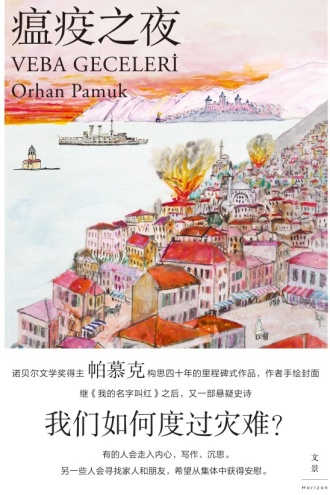 瘟疫之夜
VEBA GECELERİ
Orhan Pamuk
诺贝尔文学奖得主 帕慕克 构思四十年的里程碑式作品，作者手绘封面
继《我的名字叫红》之后，又一部悬疑史诗
我们如何度过灾难？
有的人会走入内心，写作、沉思。
另一些人会寻找家人和朋友，希望从集体中获得安慰。
文景
Horizon